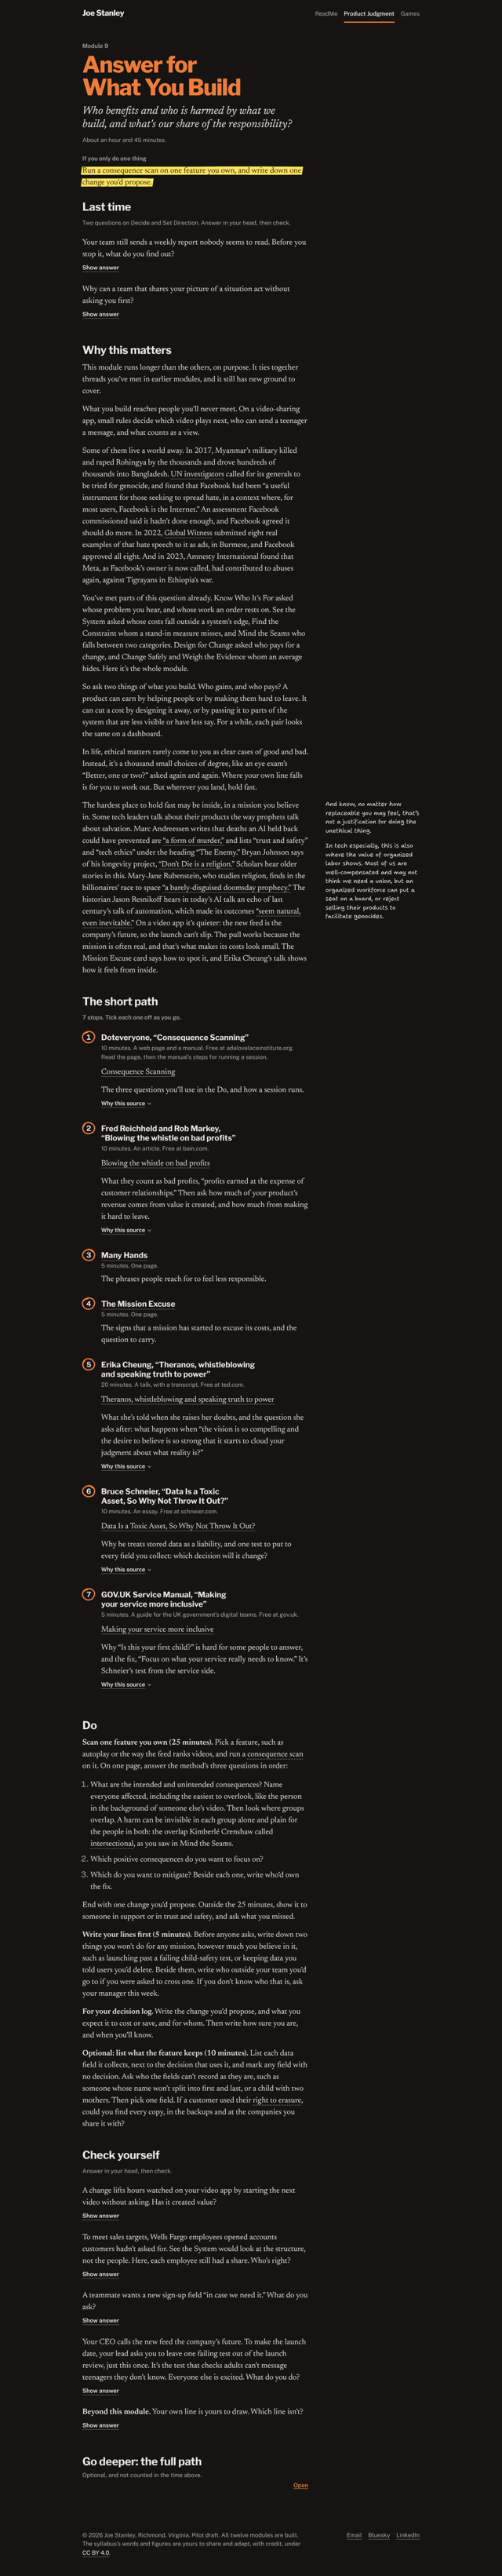 Joe Stanley
ReadMe Product Judgment Games
Module 9
Answer for
What You Build
Who benefits and who is harmed by what we
build, and what's our share of the responsibility?
About an hour and 45 minutes.
If you only do one thing
Run a consequence scan on one feature you own, and write down one
change you'd propose.
Last time
Two questions on Decide and Set Direction. Answer in your head, then check.
Your team still sends a weekly report nobody seems to read. Before you
stop it, what do you find out?
Show answer
Why can a team that shares your picture of a situation act without
asking you first?
Show answer
Why this matters
This module runs longer than the others, on purpose. It ties together
threads you've met in earlier modules, and it still has new ground to
cover.
What you build reaches people you'll never meet. On a video-sharing
app, small rules decide which video plays next, who can send a teenager
a message, and what counts as a view.
Some of them live a world away. In 2017, Myanmar's military killed
and raped Rohingya by the thousands and drove hundreds of
thousands into Bangladesh. UN investigators called for its generals to
be tried for genocide, and found that Facebook had been “a useful
instrument for those seeking to spread hate, in a context where, for
most users, Facebook is the Internet.” An assessment Facebook
commissioned said it hadn't done enough, and Facebook agreed it
should do more. In 2022, Global Witness submitted eight real
examples of that hate speech to it as ads, in Burmese, and Facebook
approved all eight. And in 2023, Amnesty International found that
Meta, as Facebook's owner is now called, had contributed to abuses
again, against Tigrayans in Ethiopia's war.
You've met parts of this question already. Know Who It's For asked
whose problem you hear, and whose work an order rests on. See the
System asked whose costs fall outside a system's edge, Find the
Constraint whom a stand-in measure misses, and Mind the Seams who
falls between two categories. Design for Change asked who pays for a
change, and Change Safely and Weigh the Evidence whom an average
hides. Here it's the whole module.
So ask two things of what you build. Who gains, and who pays? A
product can earn by helping people or by making them hard to leave. It
can cut a cost by designing it away, or by passing it to parts of the
system that are less visible or have less say. For a while, each pair looks
the same on a dashboard.
In life, ethical matters rarely come to you as clear cases of good and bad.
Instead, it's a thousand small choices of degree, like an eye exam's
“Better, one or two?” asked again and again. Where your own line falls
is for you to work out. But wherever you land, hold fast.
The hardest place to hold fast may be inside, in a mission you believe
in. Some tech leaders talk about their products the way prophets talk
about salvation. Marc Andreessen writes that deaths an AI held back
could have prevented are “a form of murder,” and lists “trust and safety”
and “tech ethics” under the heading “The Enemy.” Bryan Johnson says
of his longevity project, “Don't Die is a religion.” Scholars hear older
stories in this. Mary-Jane Rubenstein, who studies religion, finds in the
billionaires' race to space “a barely-disguised doomsday prophecy.” The
historian Jason Resnikoff hears in today's AI talk an echo of last
century's talk of automation, which made its outcomes “seem natural,
even inevitable.” On a video app it's quieter: the new feed is the
company's future, so the launch can't slip. The pull works because the
mission is often real, and that's what makes its costs look small. The
Mission Excuse card says how to spot it, and Erika Cheung's talk shows
how it feels from inside.
And know, no matter how
replaceable you may feel, that's
not a justification for doing the
unethical thing.
In tech especially, this is also
where the value of organized
labor shows. Most of us are
well-compensated and may not
think we need a union, but an
organized workforce can put a
seat on a board, or reject
selling their products to
facilitate genocides.
The short path
7 stops. Tick each one off as you go.
1
Doteveryone, “Consequence Scanning”
10 minutes. A web page and a manual. Free at adalovelaceinstitute.org.
Read the page, then the manual's steps for running a session.
Consequence Scanning
The three questions you'll use in the Do, and how a session runs.
Why this source
2
Fred Reichheld and Rob Markey,
“Blowing the whistle on bad profits”
10 minutes. An article. Free at bain.com.
Blowing the whistle on bad profits
What they count as bad profits, “profits earned at the expense of
customer relationships.” Then ask how much of your product's
revenue comes from value it created, and how much from making
it hard to leave.
Why this source
3
Many Hands
5 minutes. One page.
The phrases people reach for to feel less responsible.
4
The Mission Excuse
5 minutes. One page.
The signs that a mission has started to excuse its costs, and the
question to carry.
5
Erika Cheung, “Theranos, whistleblowing
and speaking truth to power”
20 minutes. A talk, with a transcript. Free at ted.com.
Theranos, whistleblowing and speaking truth to power
What she's told when she raises her doubts, and the question she
asks after: what happens when “the vision is so compelling and
the desire to believe is so strong that it starts to cloud your
judgment about what reality is?”
Why this source
6
Bruce Schneier, “Data Is a Toxic
Asset, So Why Not Throw It Out?”
10 minutes. An essay. Free at schneier.com.
Data Is a Toxic Asset, So Why Not Throw It Out?
Why he treats stored data as a liability, and one test to put to
every field you collect: which decision will it change?
Why this source
7
GOV.UK Service Manual, “Making
your service more inclusive”
5 minutes. A guide for the UK government's digital teams. Free at gov.uk.
Making your service more inclusive
Why “Is this your first child?” is hard for some people to answer,
and the fix, “Focus on what your service really needs to know.” It's
Schneier's test from the service side.
Why this source
Do
Scan one feature you own (25 minutes). Pick a feature, such as
autoplay or the way the feed ranks videos, and run a consequence scan
on it. On one page, answer the method's three questions in order:
1. What are the intended and unintended consequences? Name
everyone affected, including the easiest to overlook, like the person
in the background of someone else's video. Then look where groups
overlap. A harm can be invisible in each group alone and plain for
the people in both: the overlap Kimberlé Crenshaw called
intersectional, as you saw in Mind the Seams.
2. Which positive consequences do you want to focus on?
3. Which do you want to mitigate? Beside each one, write who'd own
the fix.
End with one change you'd propose. Outside the 25 minutes, show it to
someone in support or in trust and safety, and ask what you missed.
Write your lines first (5 minutes). Before anyone asks, write down two
things you won't do for any mission, however much you believe in it,
such as launching past a failing child-safety test, or keeping data you
told users you'd delete. Beside them, write who outside your team you'd
go to if you were asked to cross one. If you don't know who that is, ask
your manager this week.
For your decision log. Write the change you'd propose, and what you
expect it to cost or save, and for whom. Then write how sure you are,
and when you'll know.
Optional: list what the feature keeps (10 minutes). List each data
field it collects, next to the decision that uses it, and mark any field with
no decision. Ask who the fields can't record as they are, such as
someone whose name won't split into first and last, or a child with two
mothers. Then pick one field. If a customer used their right to erasure,
could you find every copy, in the backups and at the companies you
share it with?
Check yourself
Answer in your head, then check.
A change lifts hours watched on your video app by starting the next
video without asking. Has it created value?
Show answer
To meet sales targets, Wells Fargo employees opened accounts
customers hadn't asked for. See the System would look at the structure,
not the people. Here, each employee still had a share. Who's right?
Show answer
A teammate wants a new sign-up field “in case we need it.” What do you
ask?
Show answer
Your CEO calls the new feed the company's future. To make the launch
date, your lead asks you to leave one failing test out of the launch
review, just this once. It's the test that checks adults can't message
teenagers they don't know. Everyone else is excited. What do you do?
Show answer
Beyond this module. Your own line is yours to draw. Which line isn't?
Show answer
Go deeper: the full path
Optional, and not counted in the time above.
Open
© 2026 Joe Stanley, Richmond, Virginia. Pilot draft. All twelve modules are built.
The syllabus's words and figures are yours to share and adapt, with credit, under
CC BY 4.0.
Email Bluesky LinkedIn